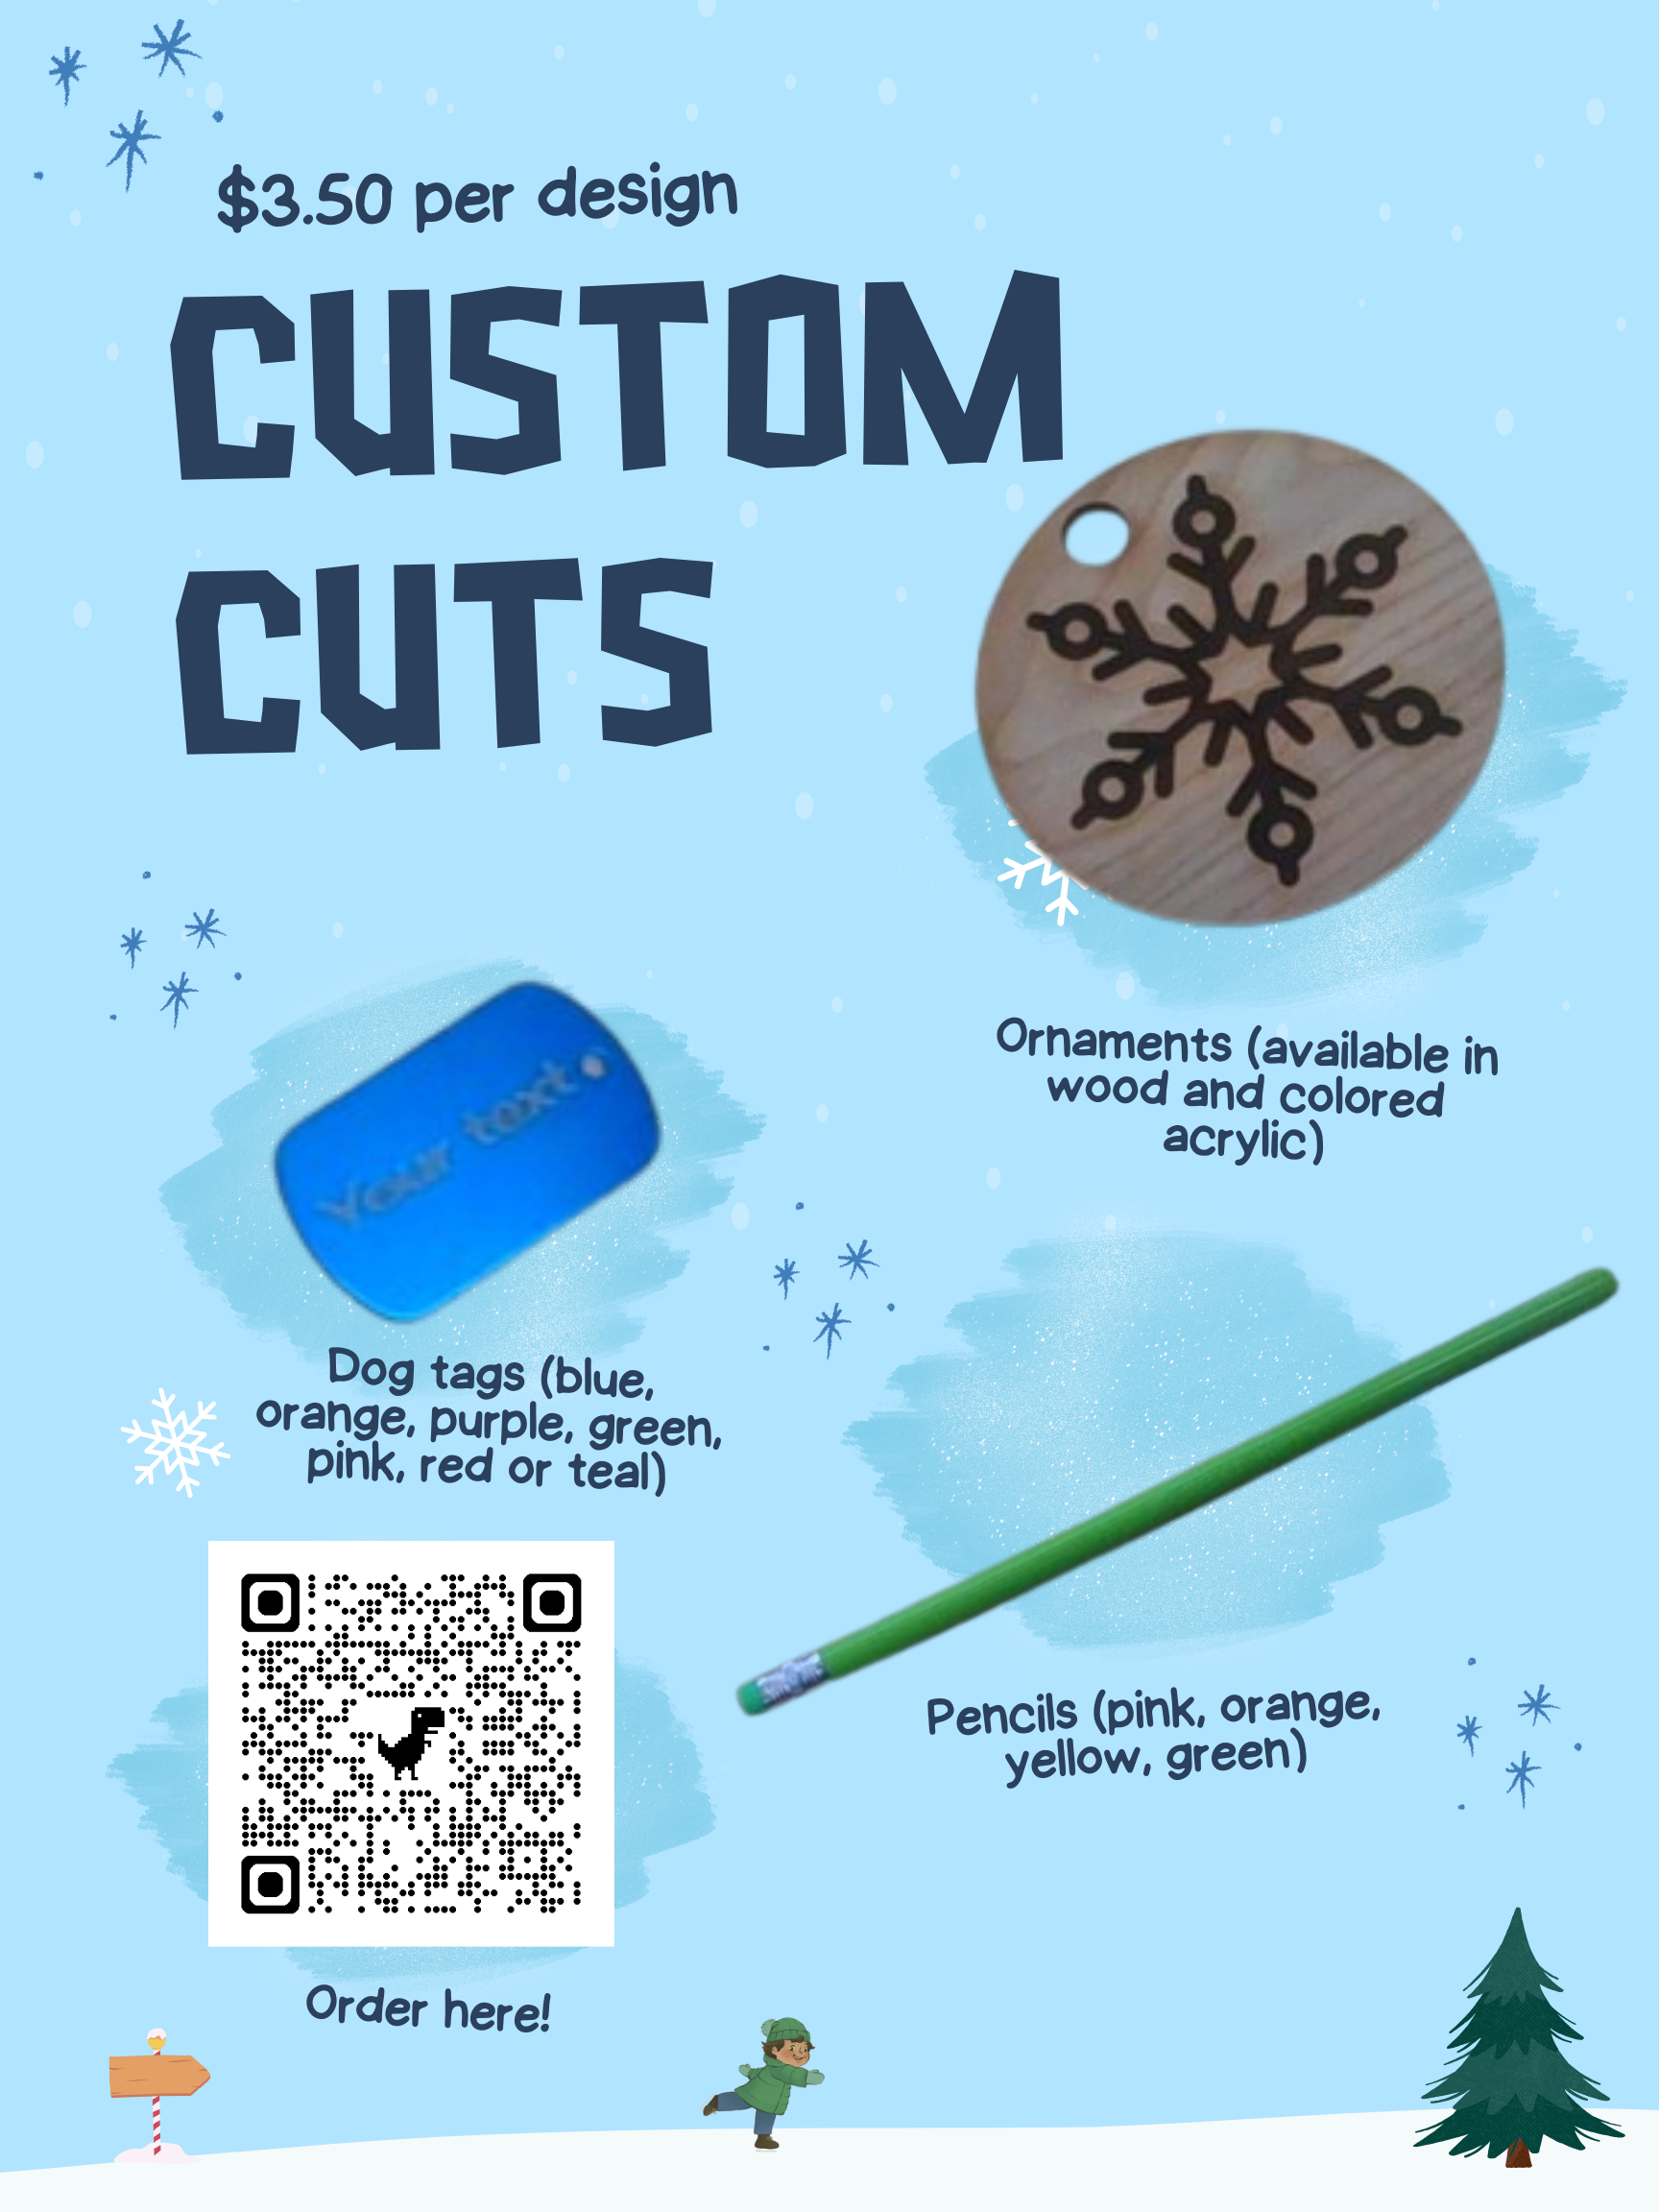 $3.50 per design
CUSTOM
CUTS
Ornaments (available in
wood and colored
acrylic)
Your text
Dog tags (blue,
orange, purple, green,
pink, red or teal)
Pencils (pink, orange,
yellow, green)
Order here!